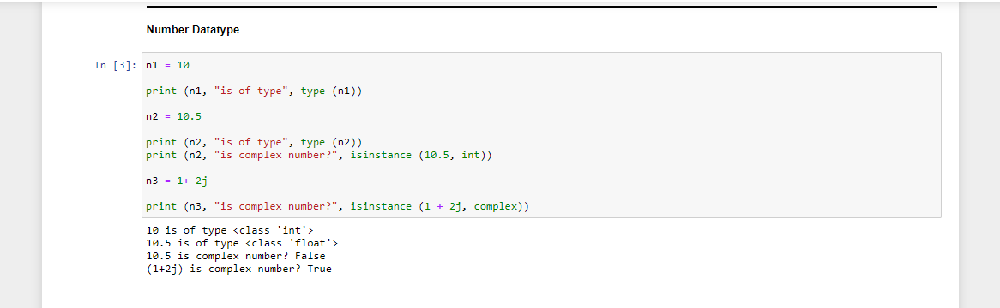 Number Datatype
In [3]: n1 = 10
print (n1, "is of type", type (n1))
n2 = 10.5
print (n2, "is of type", type (n2))
print (n2, "is complex number?", isinstance (10.5, int))
n3 = 1+ 2j
print (n3, "is complex number?", isinstance (1 + 2j, complex))
10 is of type <class 'int'>
10.5 is of type <class 'float'>
10.5 is complex number? False
(1+2j) is complex number? True